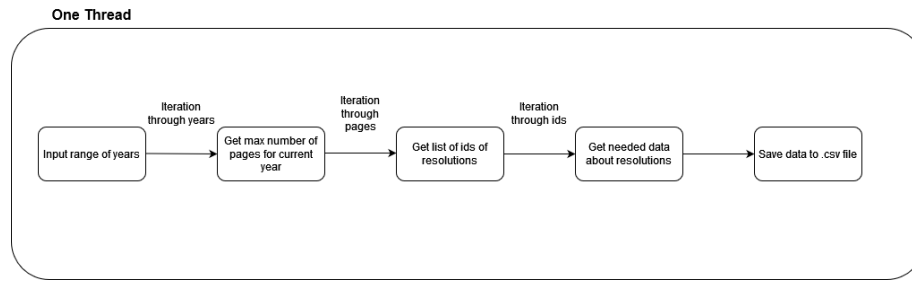 One Thread
Iteration
through years
Iteration
through
pages
Iteration
through ids
Input range of years
Get max number of
pages for current
year
Get list of ids of
resolutions
Get needed data
about resolutions
Save data to .csv file